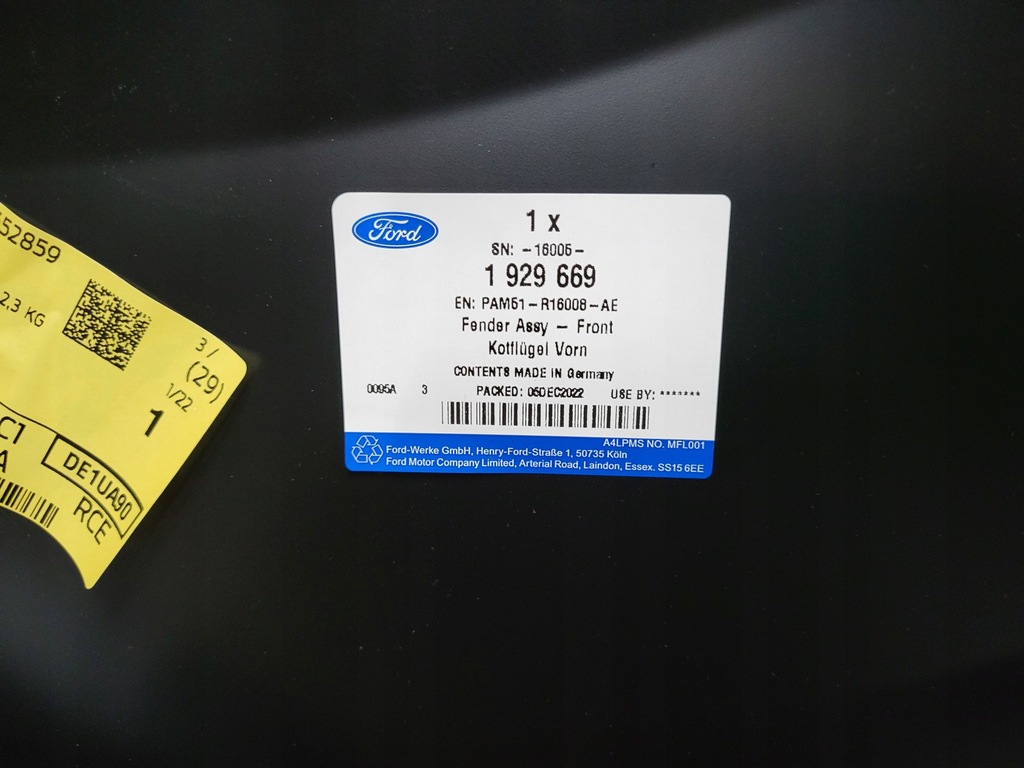 Ford
1 x
SN: -16005-
1 929 669
EN: PAM51-R16008-AE
Fender Assy - Front
Kotflügel Vorn
CONTENTS MADE IN Germany
0095A 3 PACKED: 05DEC2022 USE BY: *******
A4LPMS NO. MFL001
Ford-Werke GmbH, Henry-Ford-Straße 1, 50735 Köln
Ford Motor Company Limited, Arterial Road, Laindon, Essex. SS15 6EE
52859
2.3 KG
3/
(29)
1/22
1
C1
A
DE1UA90
RCE